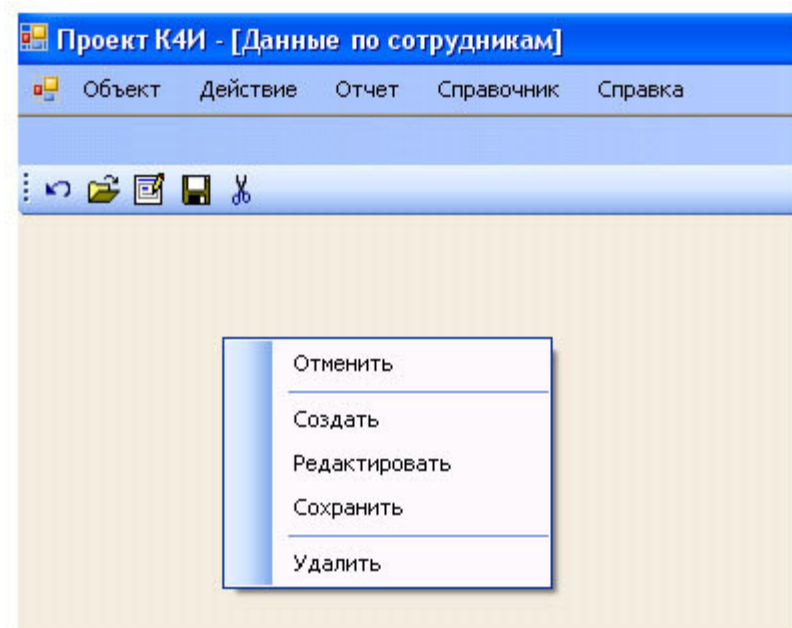 Проект К4И - [Данные по сотрудникам]
Объект Действие Отчет Справочник Справка
Отменить
Создать
Редактировать
Сохранить
Удалить